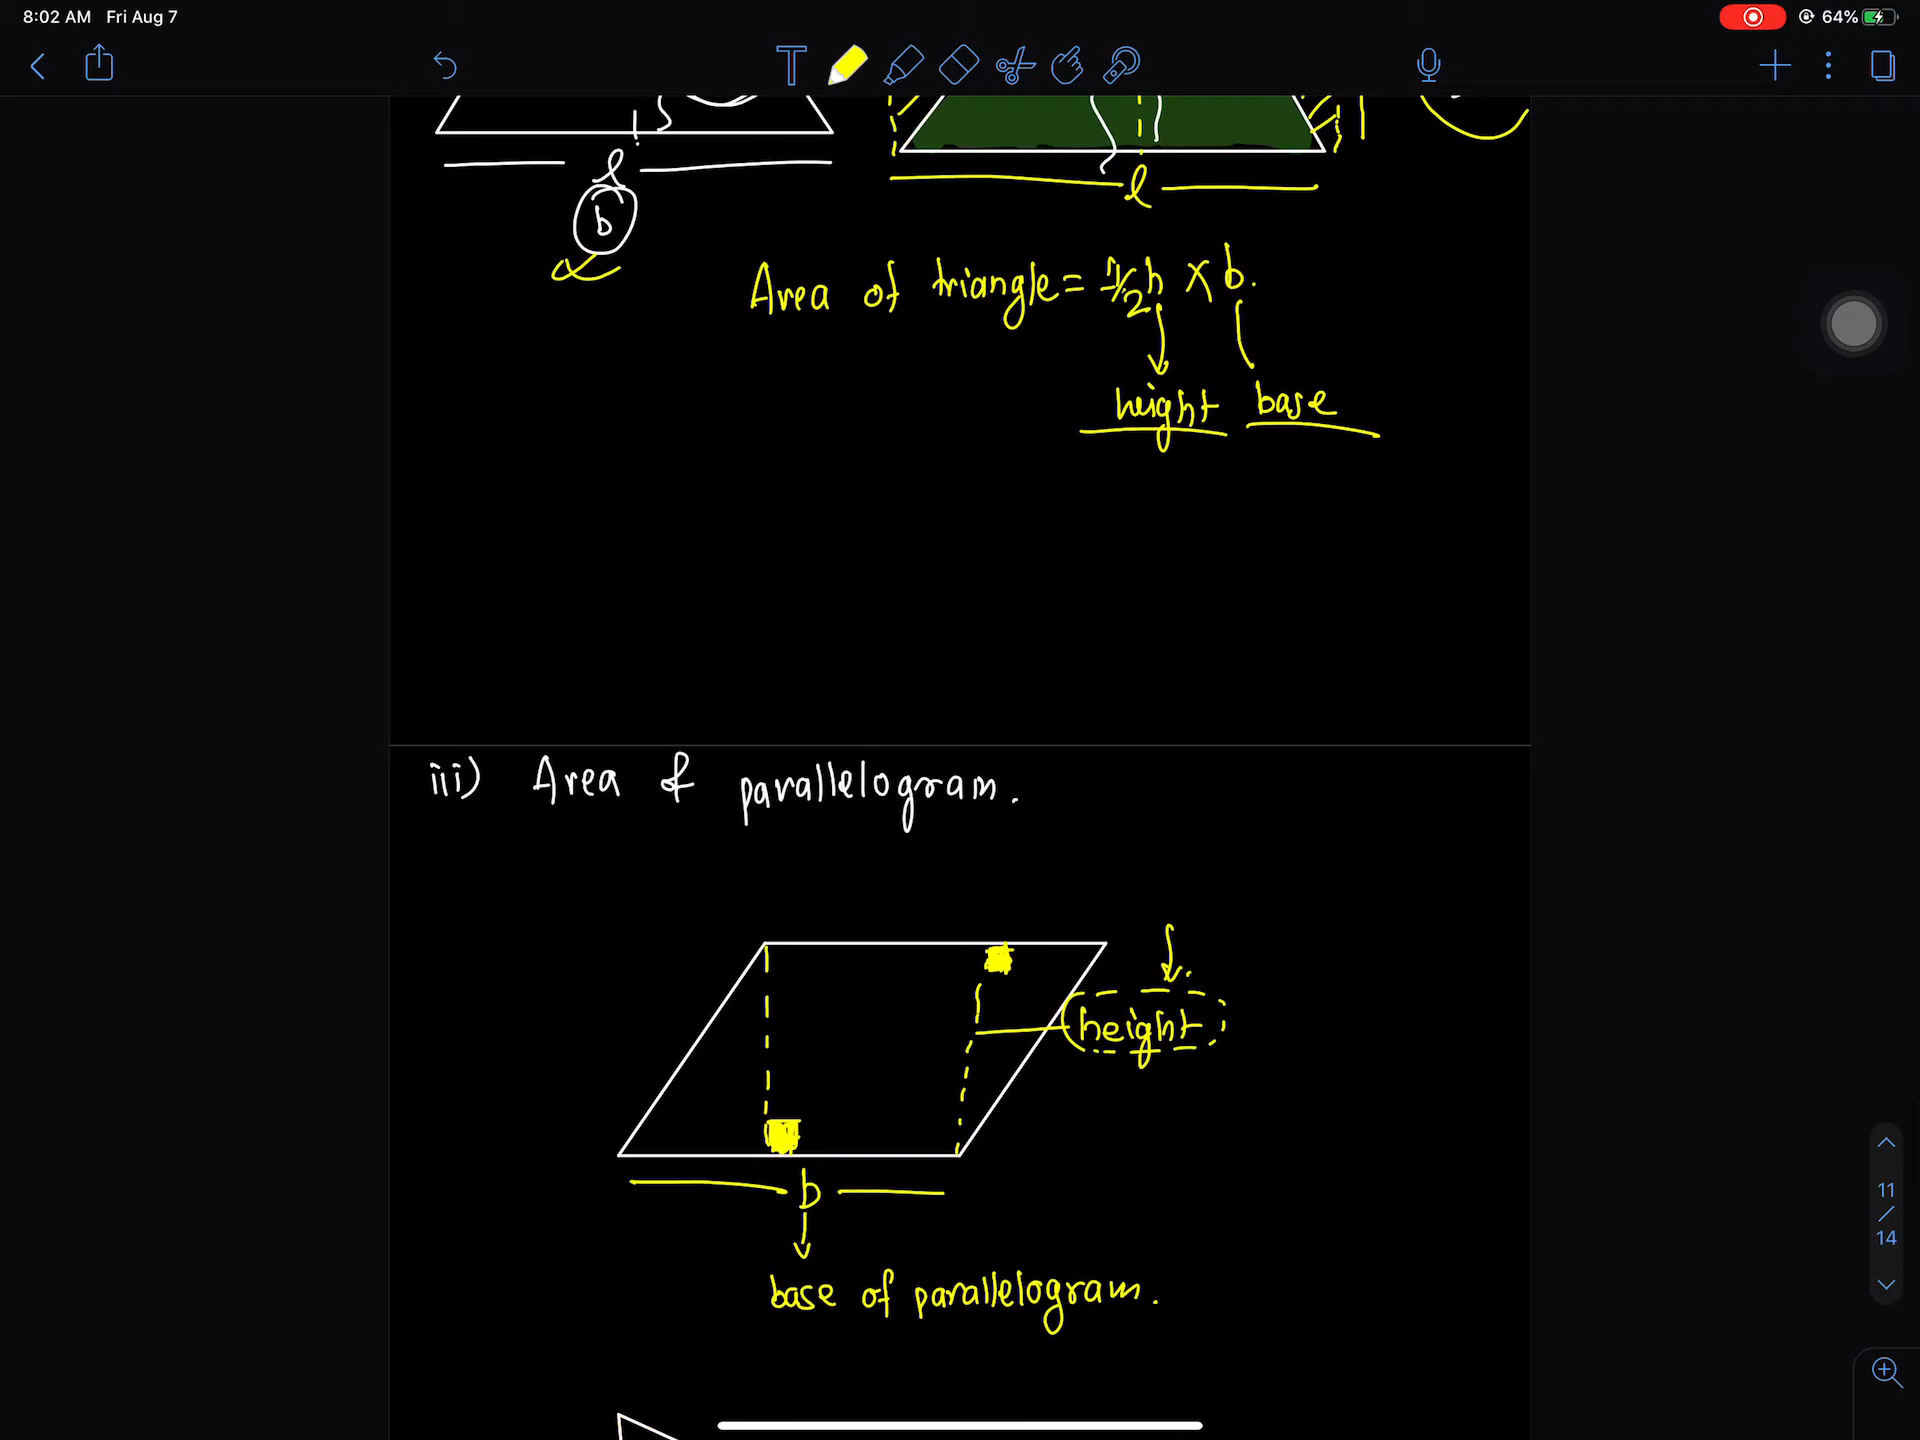 8:02 AM Fri Aug 7
64%
l
b
l
Area of triangle = 1/2 h × b.
height base
iii) Area of parallelogram.
height
b
base of parallelogram.
11
/
14